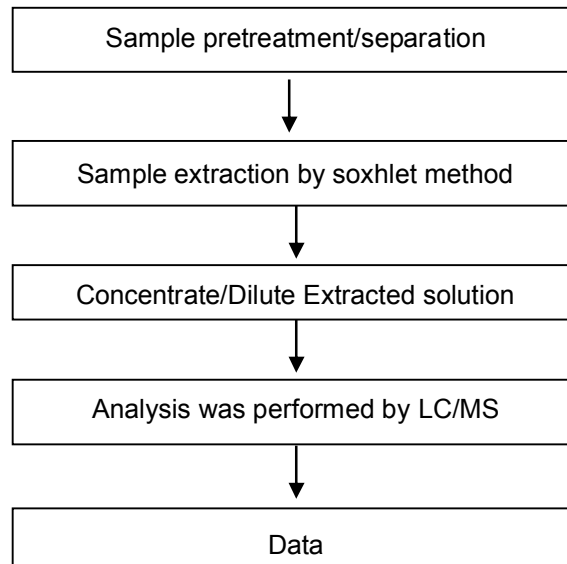 Sample pretreatment/separation
Sample extraction by soxhlet method
Concentrate/Dilute Extracted solution
Analysis was performed by LC/MS
Data